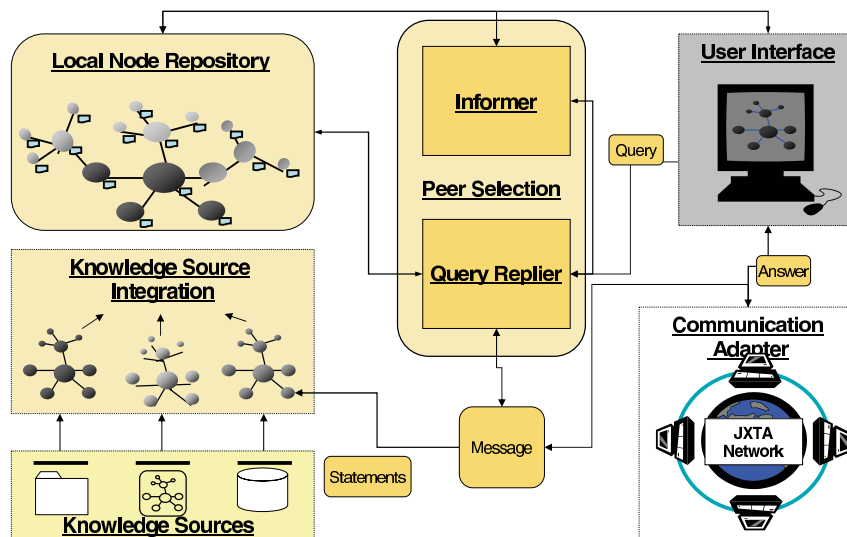 Local Node Repository
Informer
Peer Selection
Query Replier
User Interface
Query
Answer
Knowledge Source
Integration
Communication
Adapter
JXTA
Network
Message
Statements
Knowledge Sources